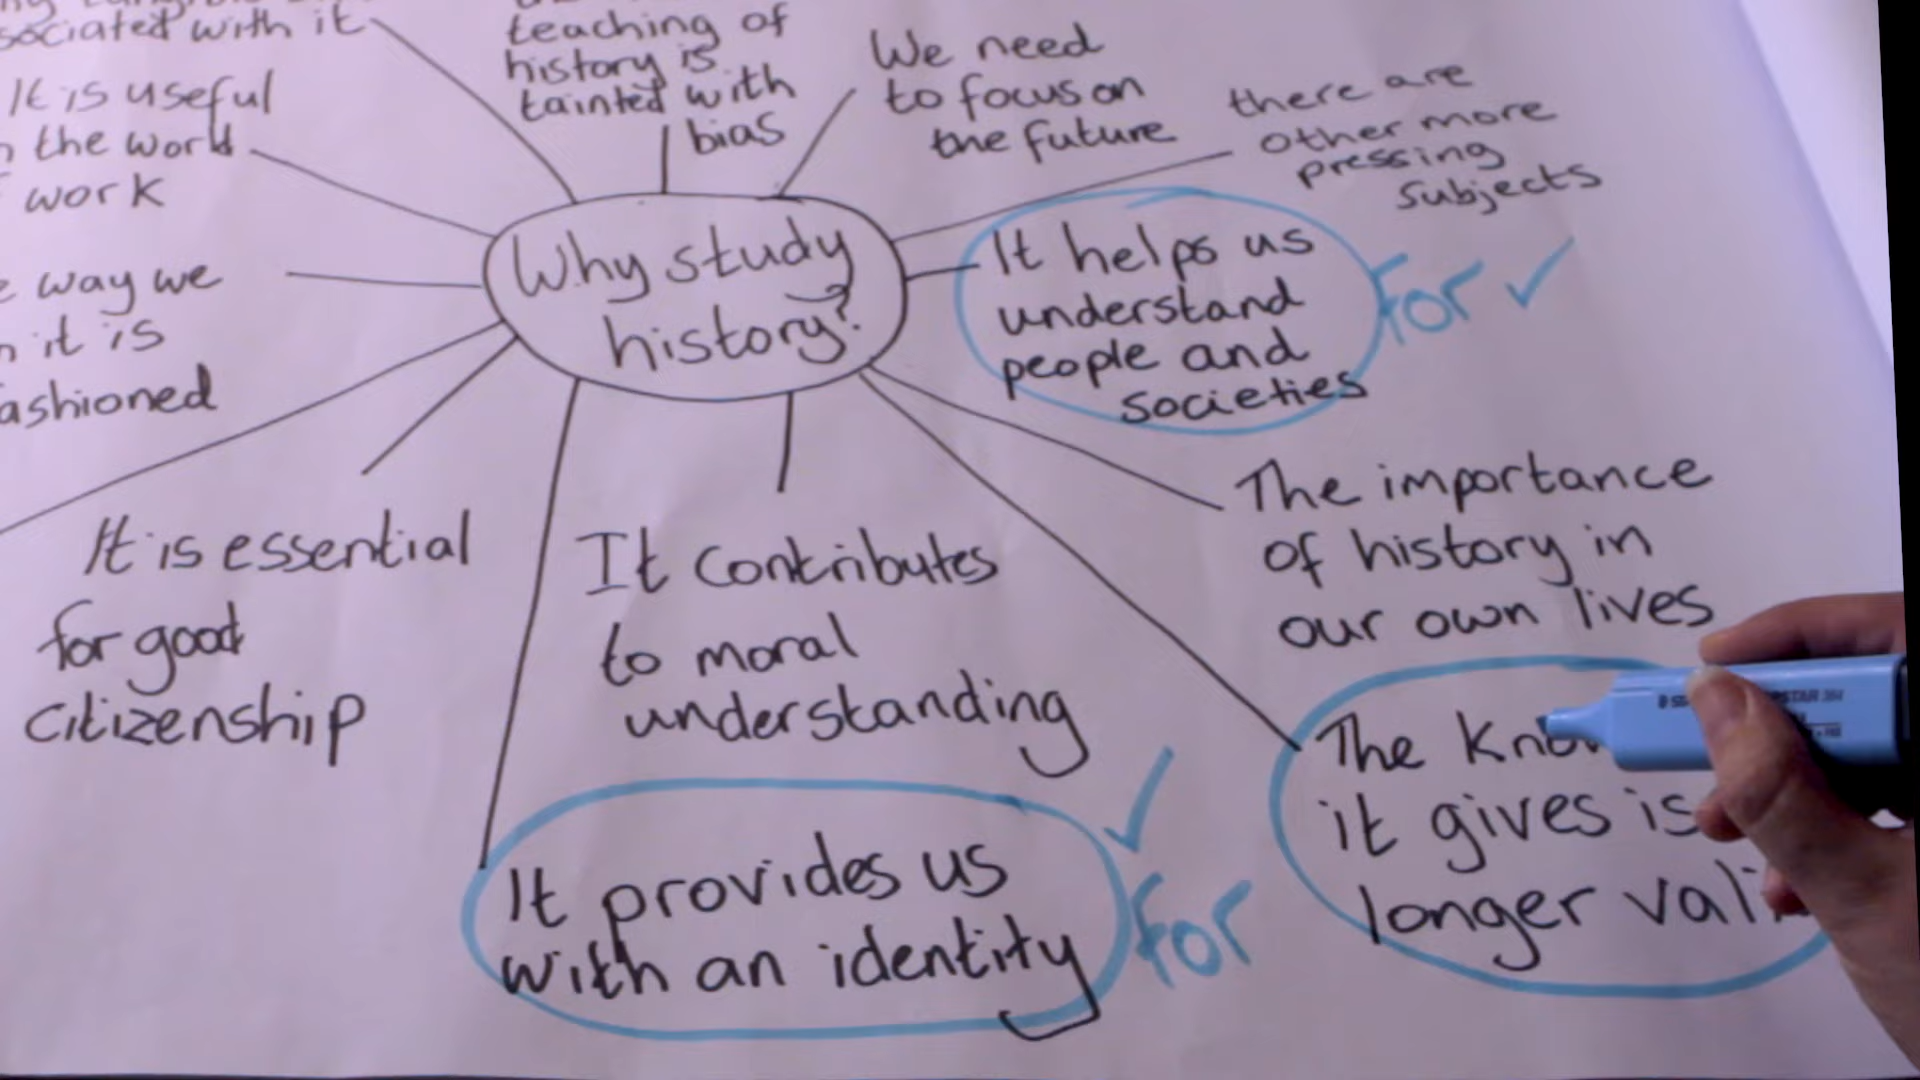 sociated with it
It is useful
the world
work
way we
it is
ashioned
teaching of
history is
tainted with
bias
We need
to focus on
the future
there are
other more
pressing
subjects
Why study
history?
It helps us
understand
people and
societies
for ✓
The importance
of history in
our own lives
The Know
it gives is
longer vali
It is essential
for good
citizenship
It contributes
to moral
understanding
It provides us
with an identity
✓
for